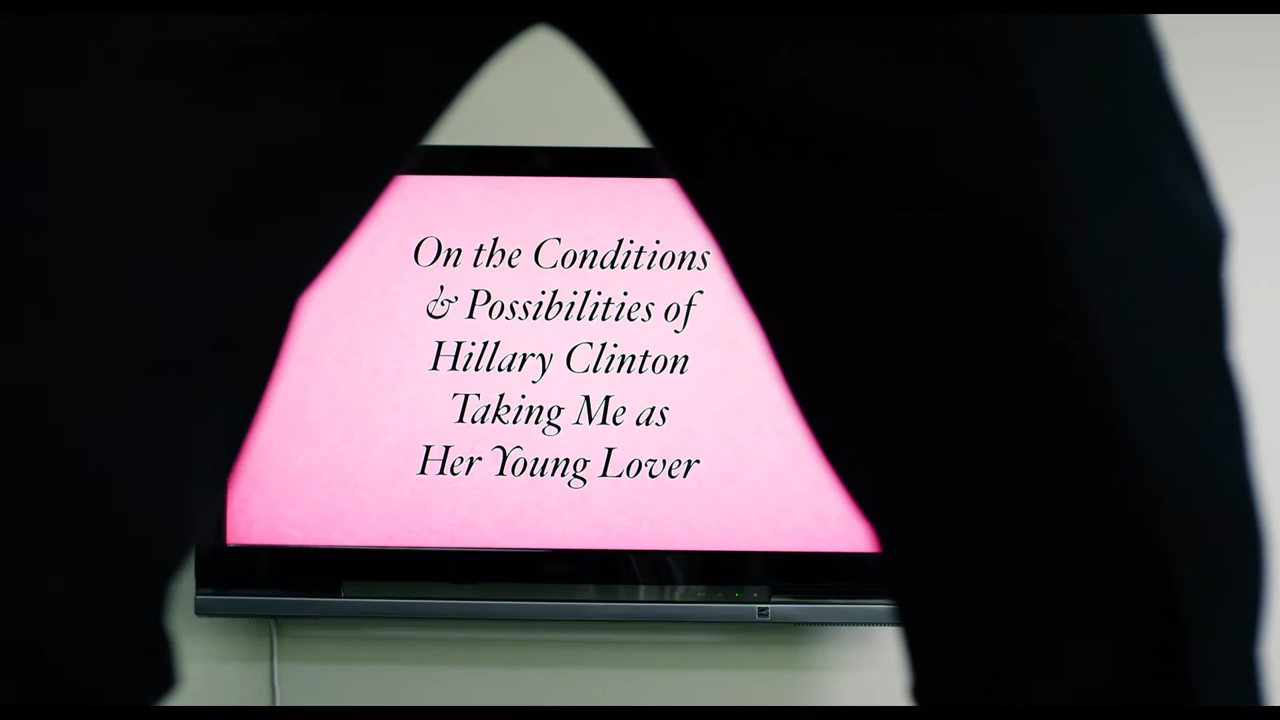 On the Conditions
& Possibilities of
Hillary Clinton
Taking Me as
Her Young Lover